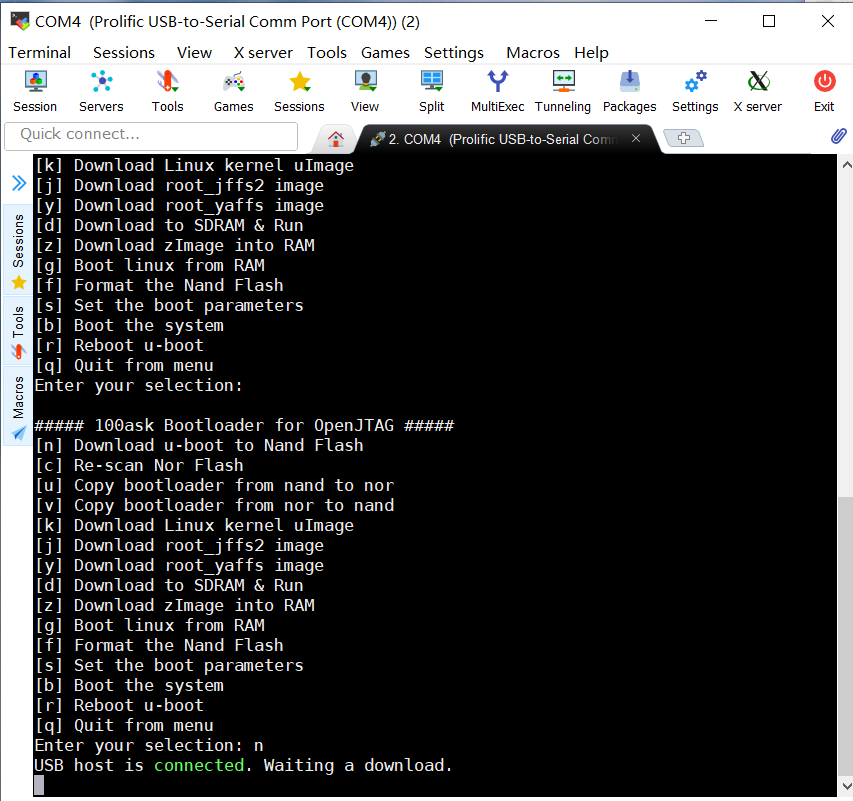 COM4 (Prolific USB-to-Serial Comm Port (COM4)) (2)
Terminal Sessions View X server Tools Games Settings Macros Help
Session Servers Tools Games Sessions View Split MultiExec Tunneling Packages Settings X server Exit
Quick connect...
2. COM4 (Prolific USB-to-Serial Comm
Sessions
Tools
Macros
[k] Download Linux kernel uImage
[j] Download root_jffs2 image
[y] Download root_yaffs image
[d] Download to SDRAM & Run
[z] Download zImage into RAM
[g] Boot linux from RAM
[f] Format the Nand Flash
[s] Set the boot parameters
[b] Boot the system
[r] Reboot u-boot
[q] Quit from menu
Enter your selection:
##### 100ask Bootloader for OpenJTAG #####
[n] Download u-boot to Nand Flash
[c] Re-scan Nor Flash
[u] Copy bootloader from nand to nor
[v] Copy bootloader from nor to nand
[k] Download Linux kernel uImage
[j] Download root_jffs2 image
[y] Download root_yaffs image
[d] Download to SDRAM & Run
[z] Download zImage into RAM
[g] Boot linux from RAM
[f] Format the Nand Flash
[s] Set the boot parameters
[b] Boot the system
[r] Reboot u-boot
[q] Quit from menu
Enter your selection: n
USB host is connected. Waiting a download.